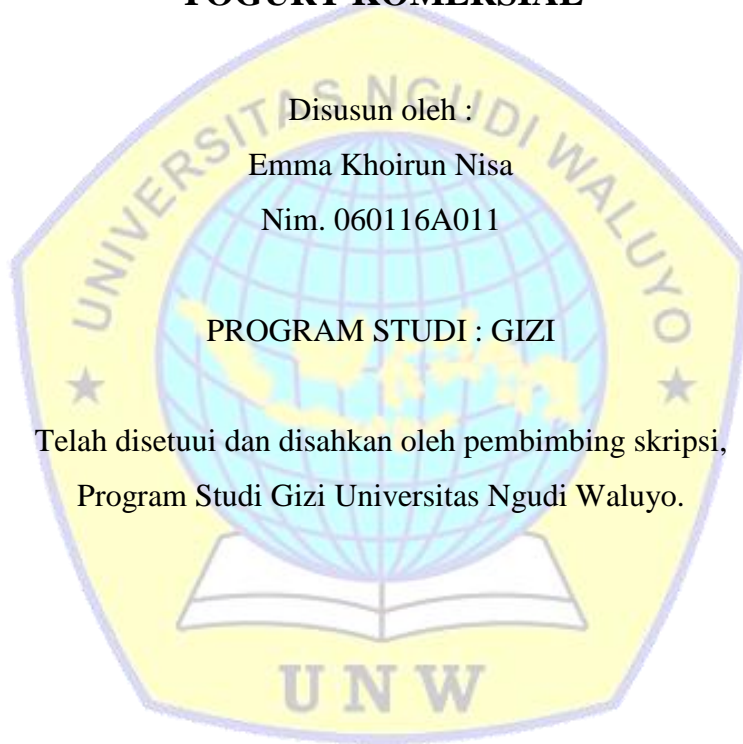 YOGURT KOMERSIAL
Disusun oleh :
Emma Khoirun Nisa
Nim. 060116A011
PROGRAM STUDI : GIZI
Telah disetuui dan disahkan oleh pembimbing skripsi,
Program Studi Gizi Universitas Ngudi Waluyo.
UNIVERSITAS NGUDI WALUYO
UNW